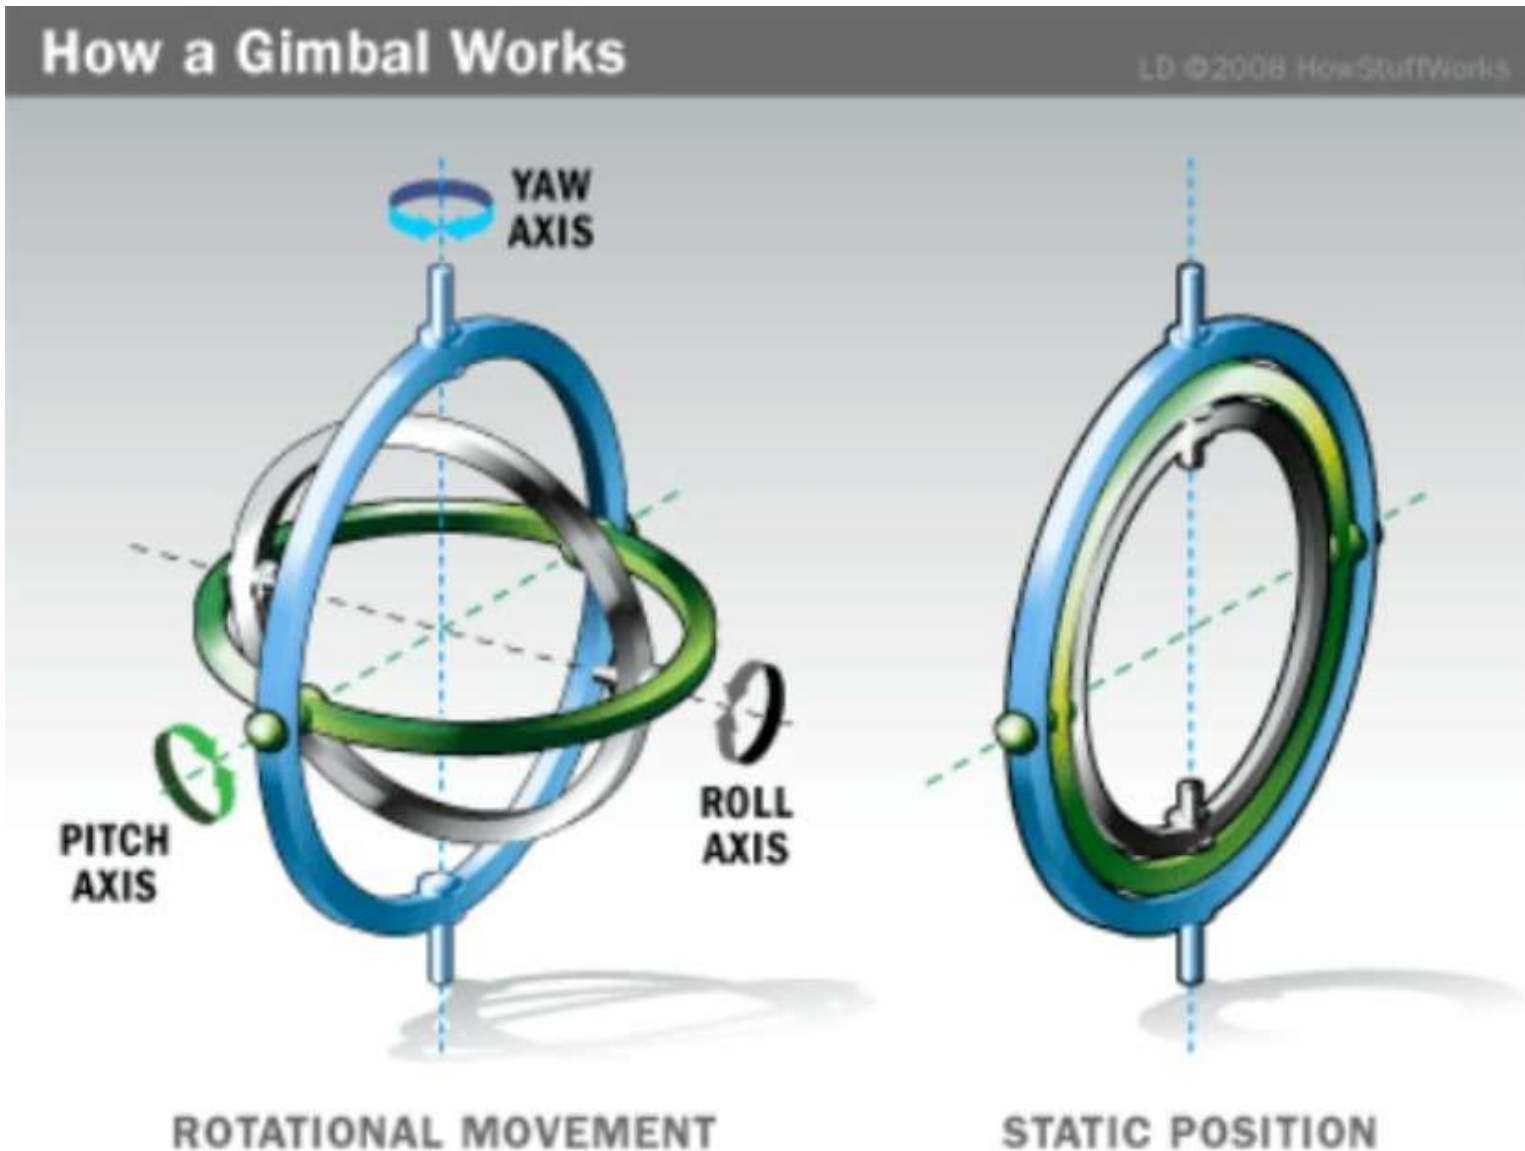 How a Gimbal Works
LD ©2008 HowStuffWorks
YAW
AXIS
PITCH
AXIS
ROLL
AXIS
ROTATIONAL MOVEMENT
STATIC POSITION